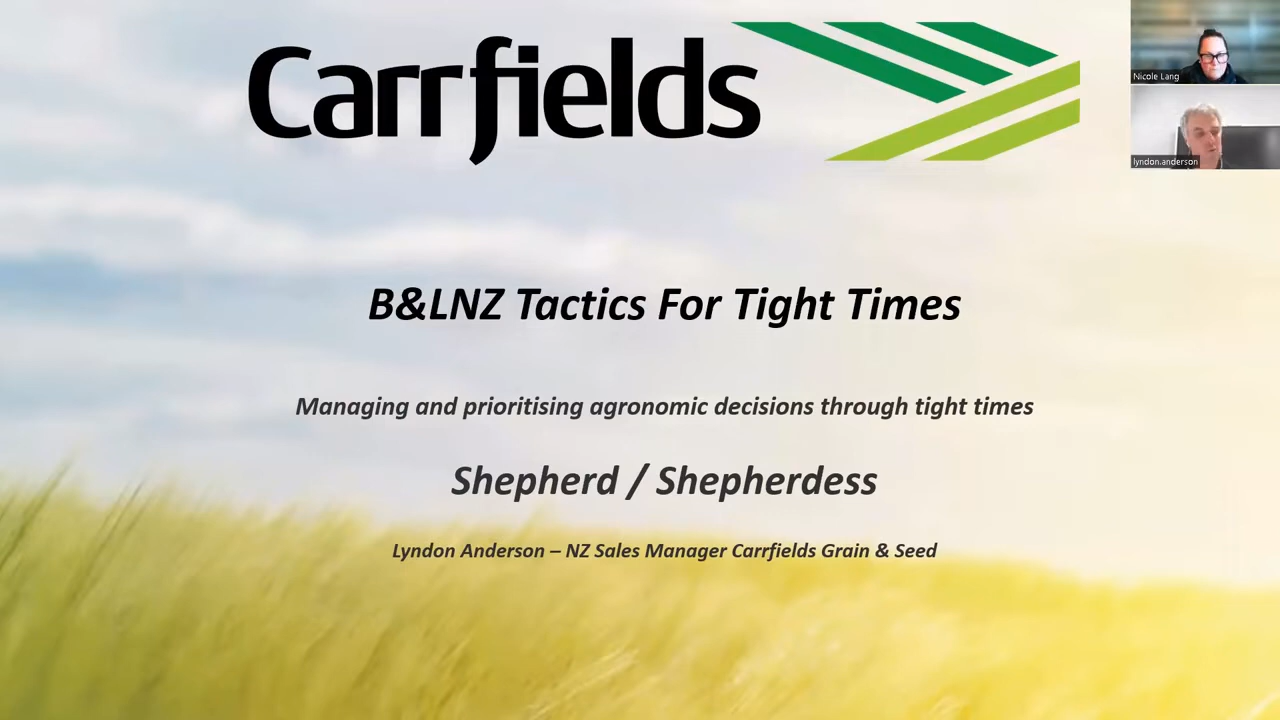 Carrfields
Nicole Lang
lyndon.anderson
B&LNZ Tactics For Tight Times
Managing and prioritising agronomic decisions through tight times
Shepherd / Shepherdess
Lyndon Anderson – NZ Sales Manager Carrfields Grain & Seed